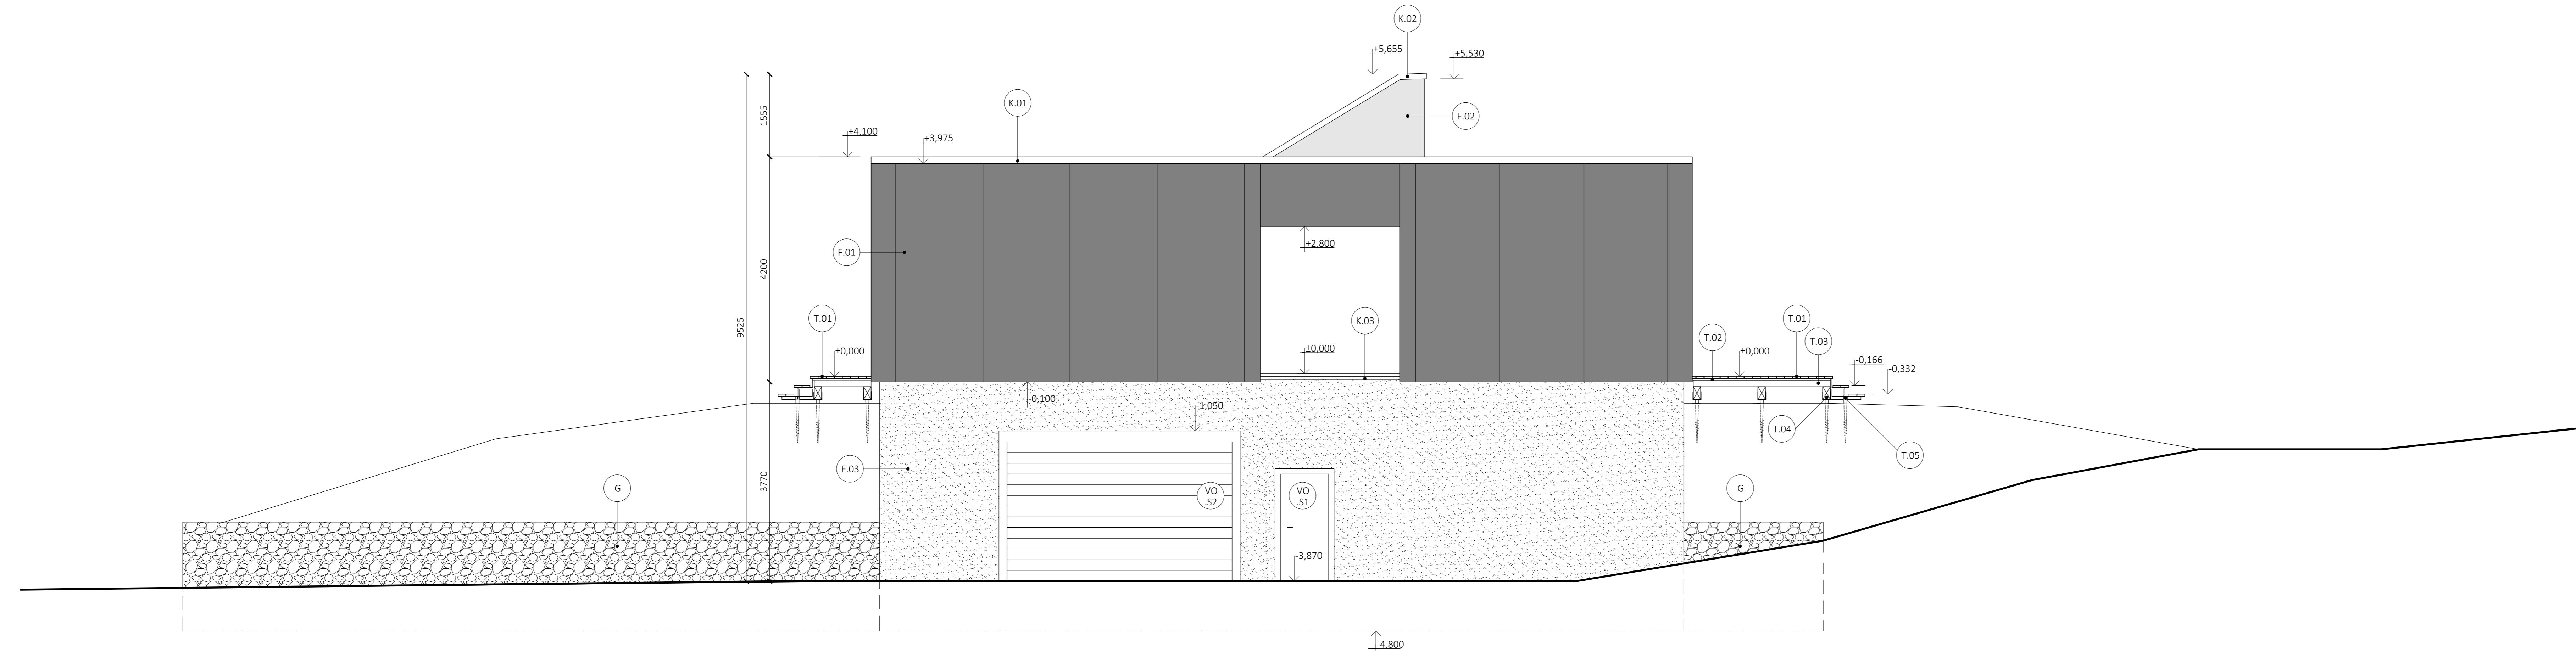 K.02
+5,655
+5,530
K.01
1555
F.02
+4,100
+3,975
+2,800
F.01
4200
9525
T.01
K.03
T.01
T.02
T.03
±0,000
±0,000
±0,000
-0,166
-0,332
-0,100
-1,050
T.04
T.05
F.03
3770
G
VO
.S2
VO
.S1
G
-3,870
-4,800